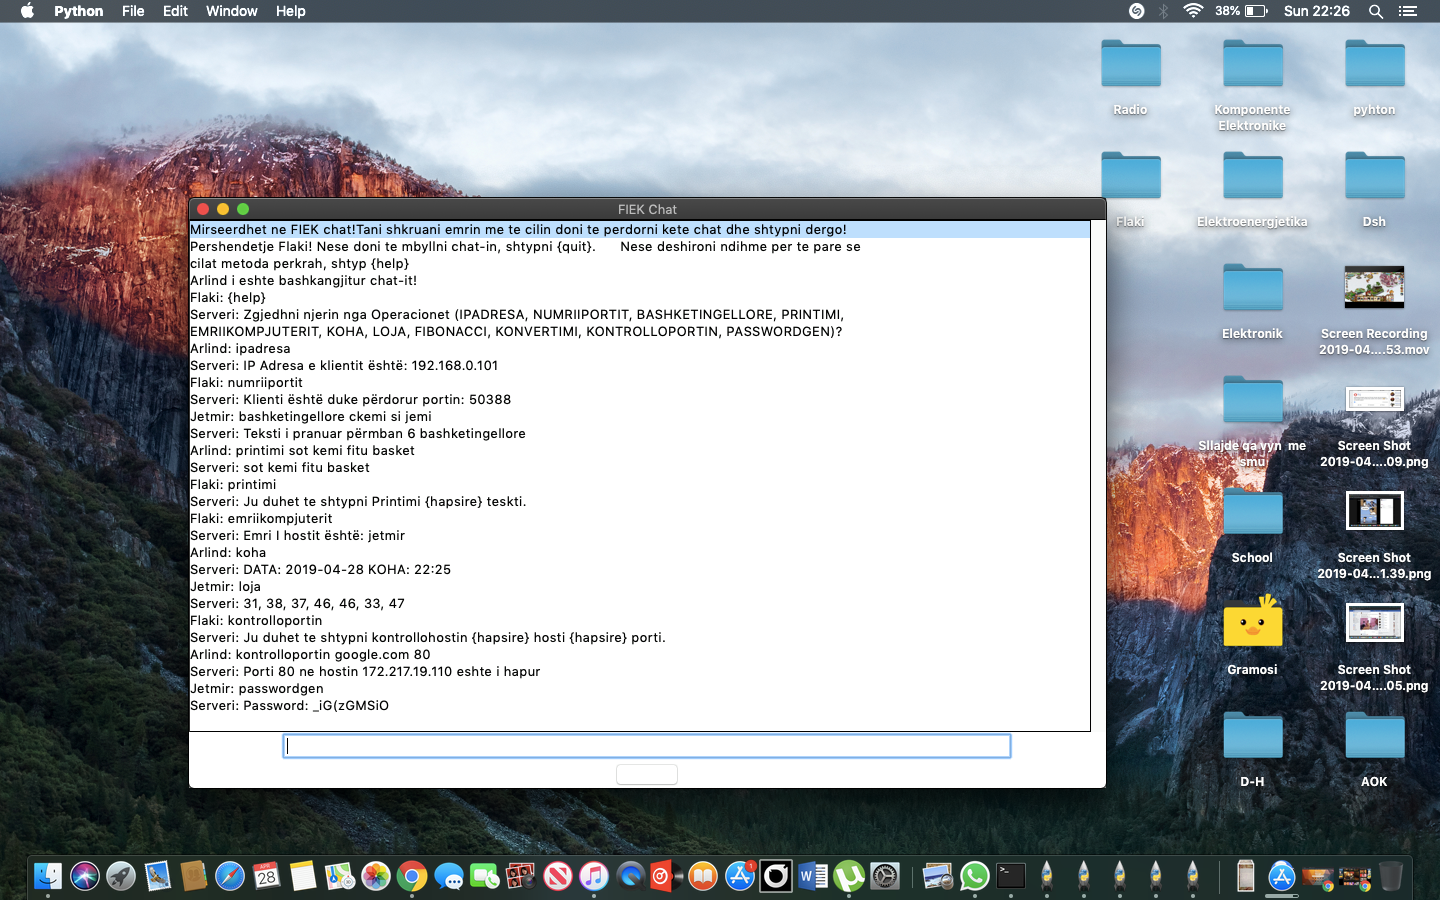 Python File Edit Window Help
38% Sun 22:26
Radio
Komponente
Elektronike
pyhton
Flaki
Elektroenergjetika
Dsh
Elektronik
Screen Recording
2019-04....53.mov
Sllajde qa vyn me
smu
Screen Shot
2019-04....09.png
School
Screen Shot
2019-04...1.39.png
Gramosi
Screen Shot
2019-04....05.png
D-H
AOK
FIEK Chat
Mirseerdhet ne FIEK chat!Tani shkruani emrin me te cilin doni te perdorni kete chat dhe shtypni dergo!
Pershendetje Flaki! Nese doni te mbyllni chat-in, shtypni {quit}. Nese deshironi ndihme per te pare se
cilat metoda perkrah, shtyp {help}
Arlind i eshte bashkangjitur chat-it!
Flaki: {help}
Serveri: Zgjedhni njerin nga Operacionet (IPADRESA, NUMRIIPORTIT, BASHKETINGELLORE, PRINTIMI,
EMRIIKOMPJUTERIT, KOHA, LOJA, FIBONACCI, KONVERTIMI, KONTROLLOPORTIN, PASSWORDGEN)?
Arlind: ipadresa
Serveri: IP Adresa e klientit është: 192.168.0.101
Flaki: numriiportit
Serveri: Klienti është duke përdorur portin: 50388
Jetmir: bashketingellore ckemi si jemi
Serveri: Teksti i pranuar përmban 6 bashketingellore
Arlind: printimi sot kemi fitu basket
Serveri: sot kemi fitu basket
Flaki: printimi
Serveri: Ju duhet te shtypni Printimi {hapsire} teskti.
Flaki: emriikompjuterit
Serveri: Emri I hostit është: jetmir
Arlind: koha
Serveri: DATA: 2019-04-28 KOHA: 22:25
Jetmir: loja
Serveri: 31, 38, 37, 46, 46, 33, 47
Flaki: kontrolloportin
Serveri: Ju duhet te shtypni kontrollohostin {hapsire} hosti {hapsire} porti.
Arlind: kontrolloportin google.com 80
Serveri: Porti 80 ne hostin 172.217.19.110 eshte i hapur
Jetmir: passwordgen
Serveri: Password: _iG(zGMSiO
APR
28
1